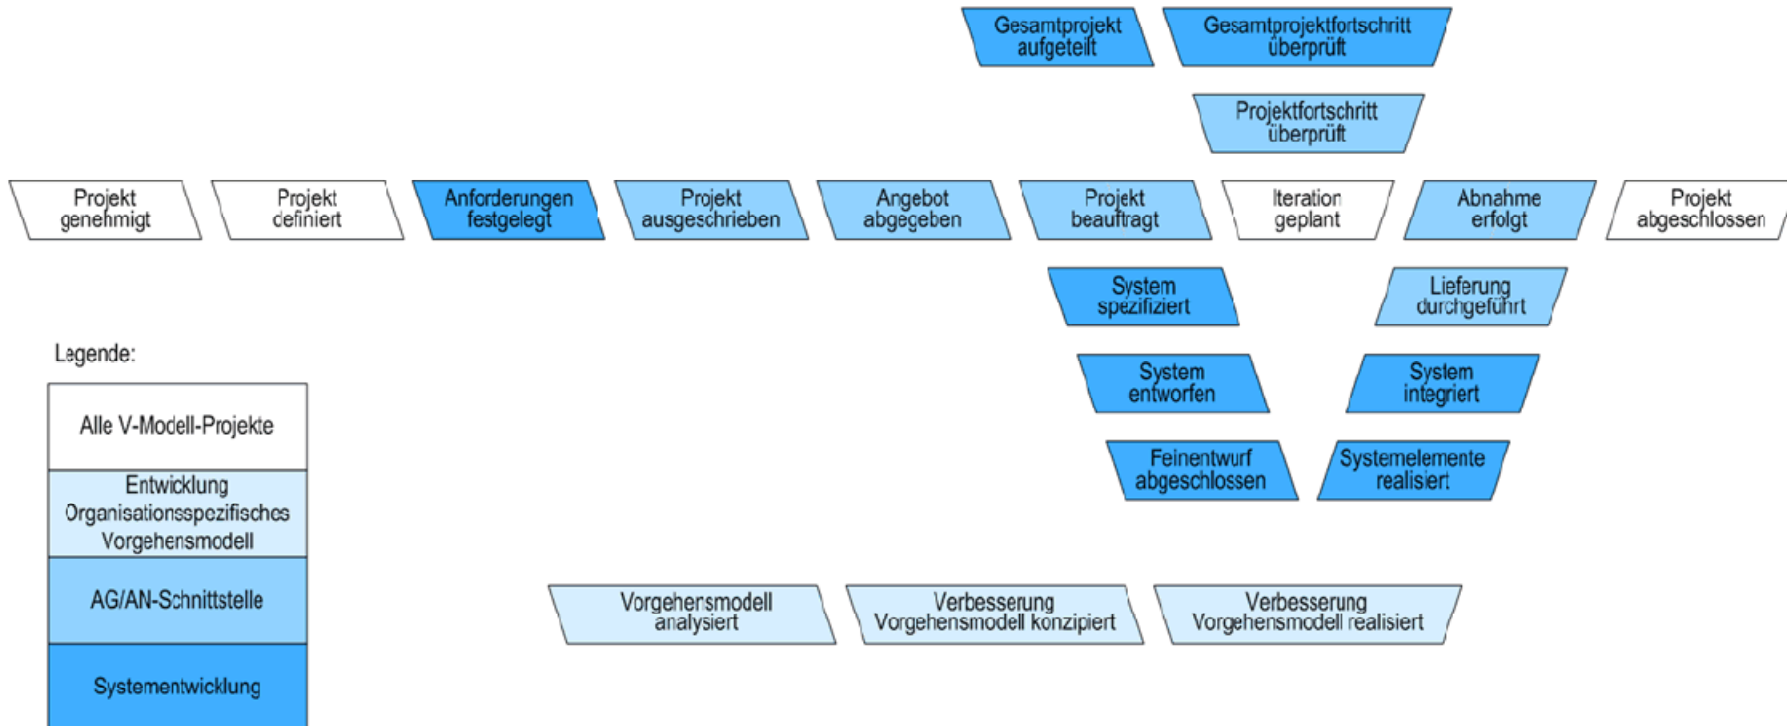 Gesamtprojekt
aufgeteilt
Gesamtprojektfortschritt
überprüft
Projektfortschritt
überprüft
Projekt
genehmigt
Projekt
definiert
Anforderungen
festgelegt
Projekt
ausgeschrieben
Angebot
abgegeben
Projekt
beauftragt
Iteration
geplant
Abnahme
erfolgt
Projekt
abgeschlossen
System
spezifiziert
Lieferung
durchgeführt
System
entworfen
System
integriert
Feinentwurf
abgeschlossen
Systemelemente
realisiert
Legende:
Alle V-Modell-Projekte
Entwicklung
Organisationsspezifisches
Vorgehensmodell
AG/AN-Schnittstelle
Systementwicklung
Vorgehensmodell
analysiert
Verbesserung
Vorgehensmodell konzipiert
Verbesserung
Vorgehensmodell realisiert